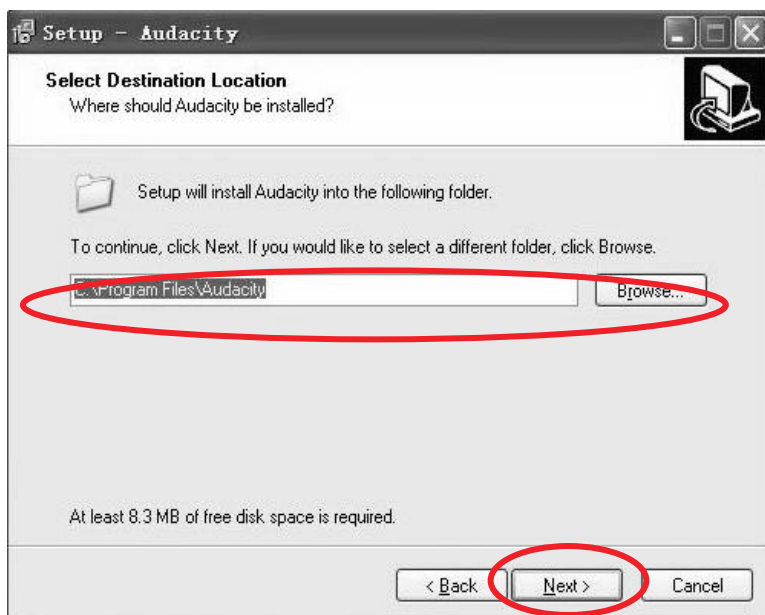 Setup - Audacity
Select Destination Location
Where should Audacity be installed?
Setup will install Audacity into the following folder.
To continue, click Next. If you would like to select a different folder, click Browse.
\Program Files\Audacity
Browse...
At least 8.3 MB of free disk space is required.
< Back
Next >
Cancel